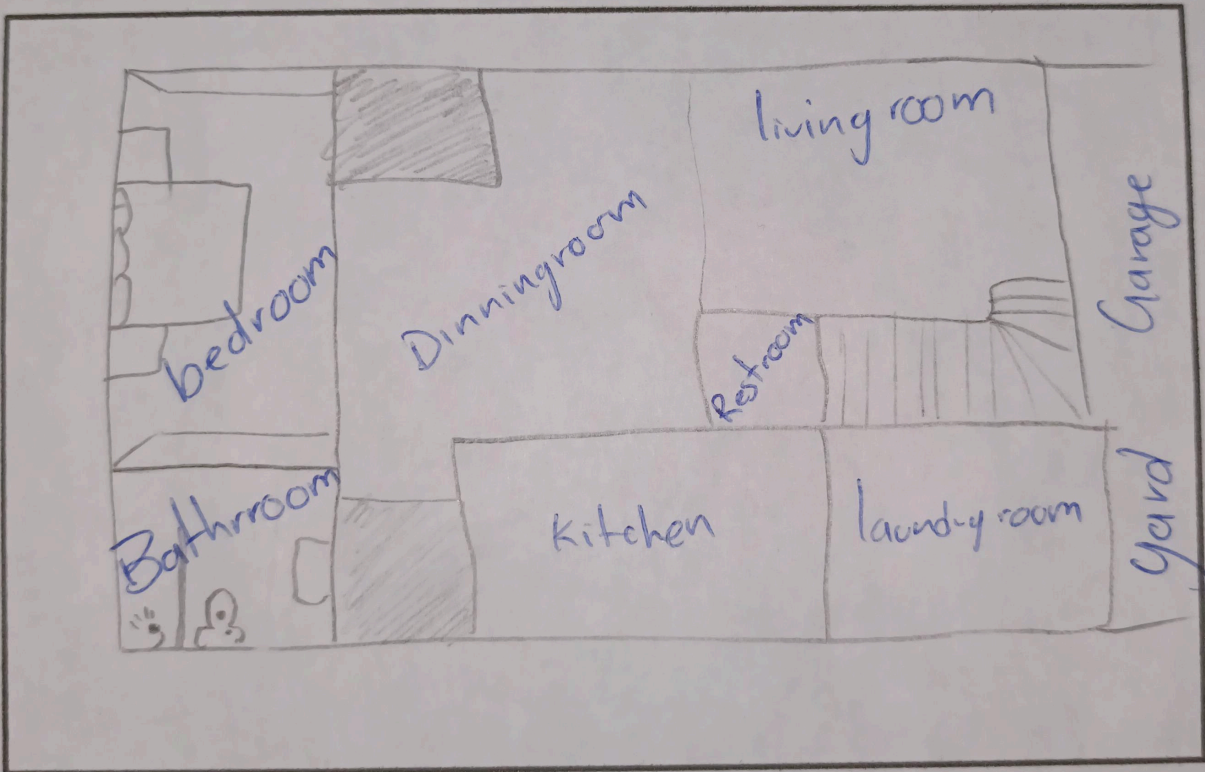 living room
Garage
Dinningroom
bedroom
Restroom
Bathrroom
Kitchen
laundry room
Yard